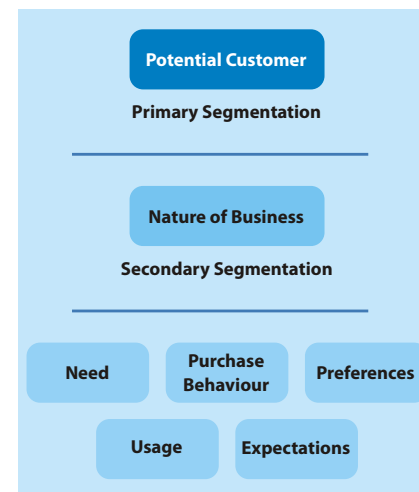 Potential Customer
Primary Segmentation
Nature of Business
Secondary Segmentation
Need
Purchase
Behaviour
Preferences
Usage
Expectations